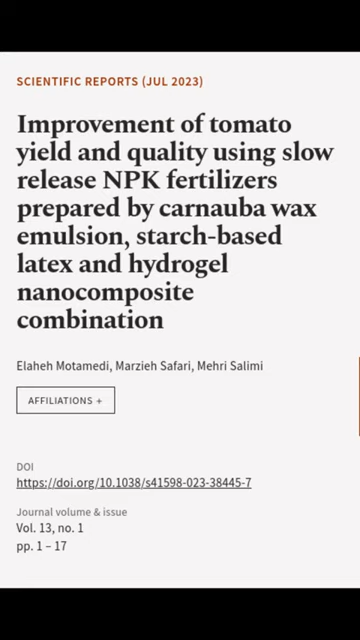 SCIENTIFIC REPORTS (JUL 2023)
Improvement of tomato
yield and quality using slow
release NPK fertilizers
prepared by carnauba wax
emulsion, starch-based
latex and hydrogel
nanocomposite
combination
Elaheh Motamedi, Marzieh Safari, Mehri Salimi
AFFILIATIONS +
DOI
https://doi.org/10.1038/s41598-023-38445-7
Journal volume & issue
Vol. 13, no. 1
pp. 1 – 17